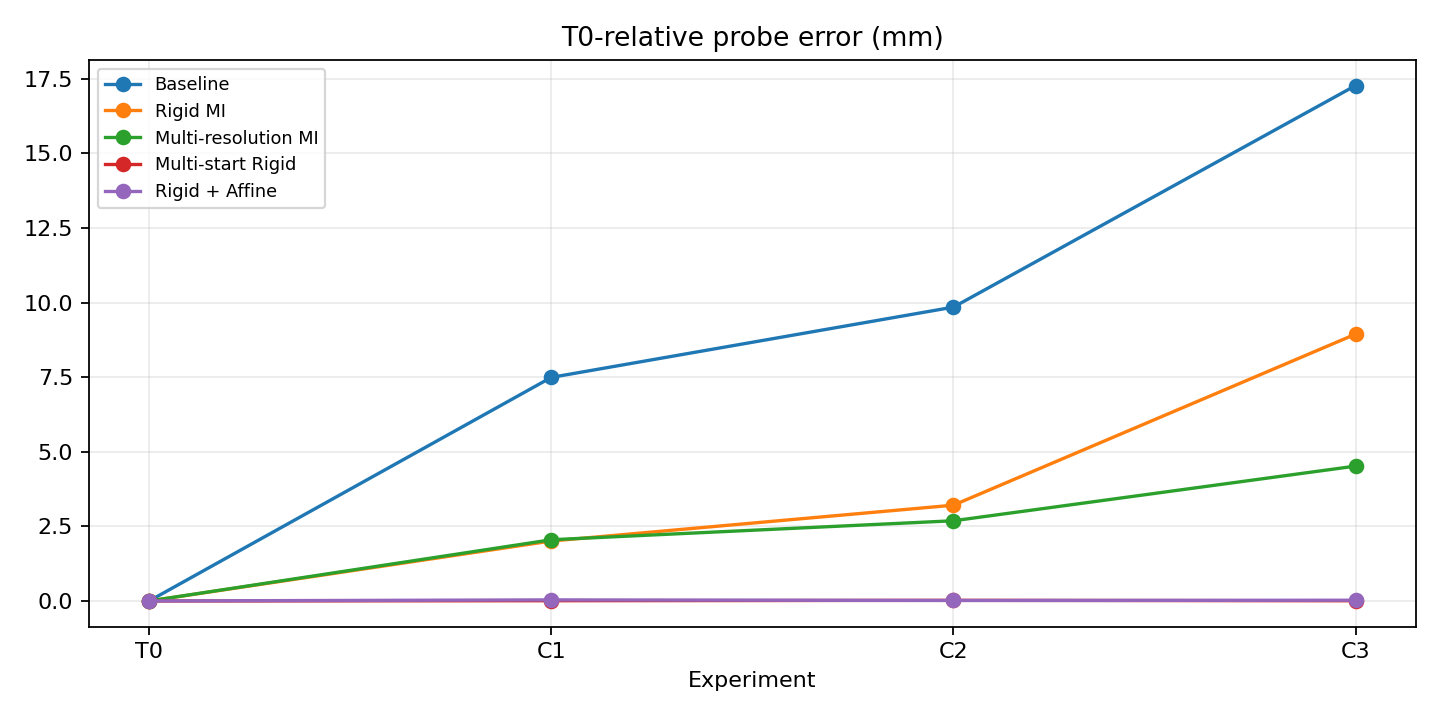 T0-relative probe error (mm)
17.5
15.0
12.5
10.0
7.5
5.0
2.5
0.0
Baseline
Rigid MI
Multi-resolution MI
Multi-start Rigid
Rigid + Affine
T0 C1 C2 C3
Experiment